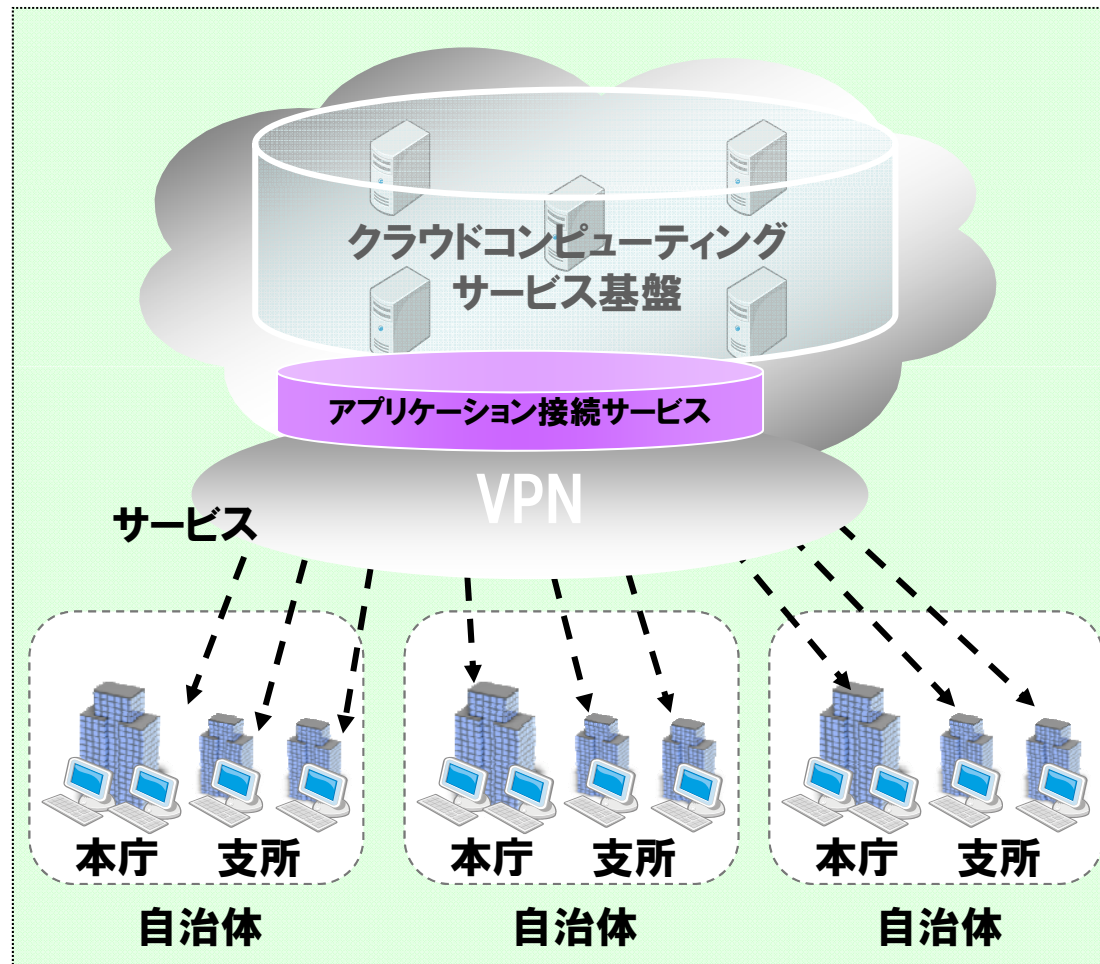 クラウドコンピューティング
サービス基盤
アプリケーション接続サービス
VPN
サービス
本庁 支所
本庁 支所
本庁 支所
自治体
自治体
自治体